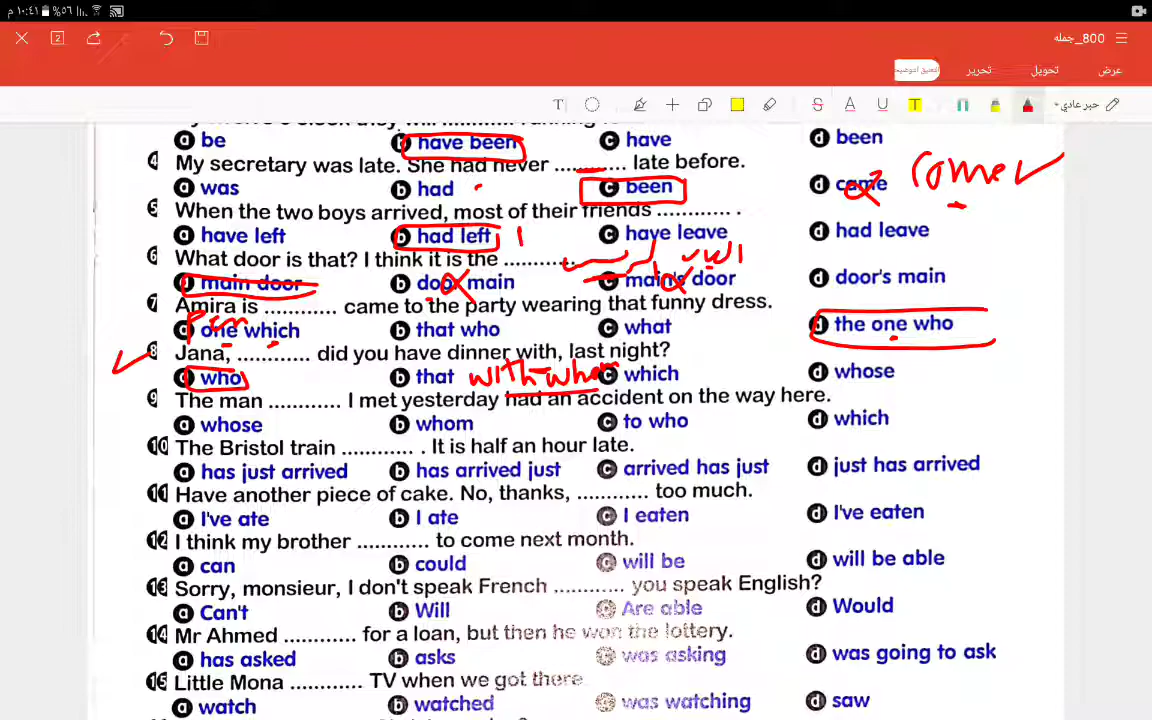 م ١٠:٤١ ٥٦%
800_جمله
عرض تحويل تحرير
حبر عادي
a be b have been c have d been
4 My secretary was late. She had never ............ late before.
a was b had c been d came come
5 When the two boys arrived, most of their friends ............. .
a have left b had left c have leave d had leave
6 What door is that? I think it is the ............
a main door b door main c main's door d door's main
7 Amira is ............. came to the party wearing that funny dress.
a one which b that who c what d the one who
8 Jana, ............. did you have dinner with, last night?
a who b that c which d whose
9 The man ............. I met yesterday had an accident on the way here.
a whose b whom c to who d which
10 The Bristol train ............. . It is half an hour late.
a has just arrived b has arrived just c arrived has just d just has arrived
11 Have another piece of cake. No, thanks, ............. too much.
a I've ate b I ate c I eaten d I've eaten
12 I think my brother ............. to come next month.
a can b could c will be d will be able
13 Sorry, monsieur, I don't speak French ............. you speak English?
a Can't b Will c Are able d Would
14 Mr Ahmed ............. for a loan, but then he won the lottery.
a has asked b asks c was asking d was going to ask
15 Little Mona ............. TV when we got there
a watch b watched c was watching d saw